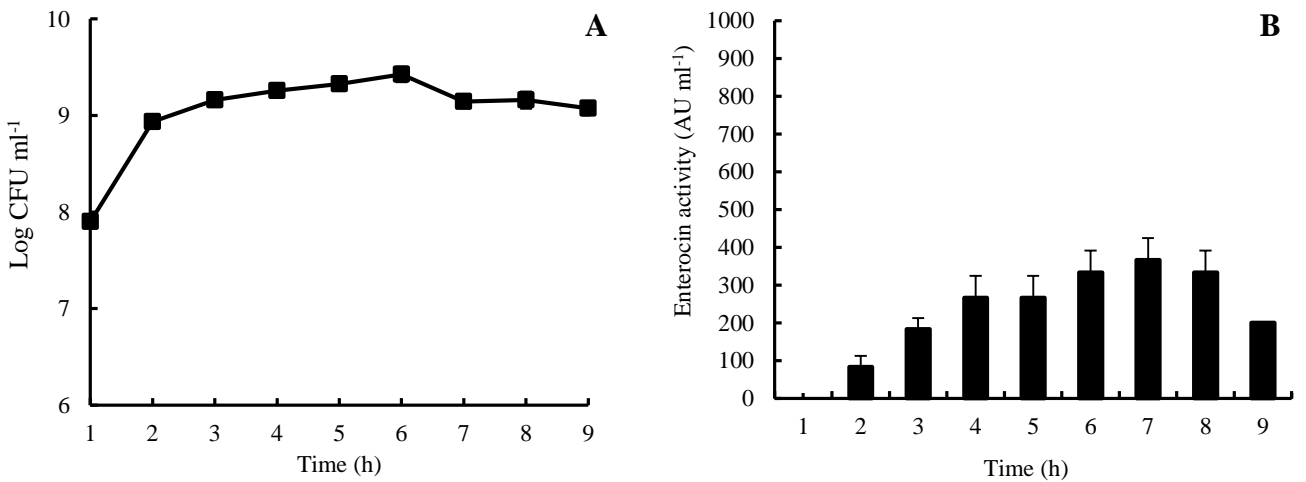 A
Log CFU ml-1
10
9
8
7
6
1 2 3 4 5 6 7 8 9
Time (h)
B
Enterocin activity (AU ml-1)
1000
900
800
700
600
500
400
300
200
100
0
1 2 3 4 5 6 7 8 9
Time (h)